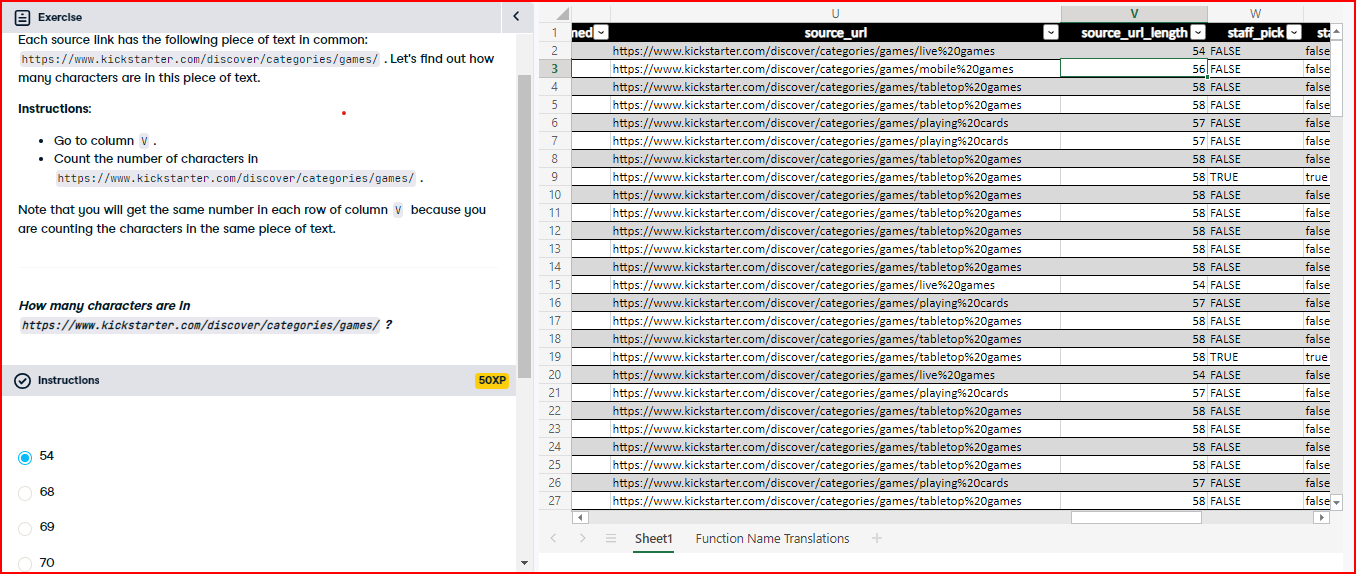 Exercise
Each source link has the following piece of text in common:
https://www.kickstarter.com/discover/categories/games/ . Let's find out how
many characters are in this piece of text.
Instructions:
• Go to column V .
• Count the number of characters in
https://www.kickstarter.com/discover/categories/games/ .
Note that you will get the same number in each row of column V because you
are counting the characters in the same piece of text.
How many characters are in
https://www.kickstarter.com/discover/categories/games/ ?
Instructions 50XP
54
68
69
70
U V W
1 ned source_url source_url_length staff_pick sta
2 https://www.kickstarter.com/discover/categories/games/live%20games 54 FALSE false
3 https://www.kickstarter.com/discover/categories/games/mobile%20games 56 FALSE false
4 https://www.kickstarter.com/discover/categories/games/tabletop%20games 58 FALSE false
5 https://www.kickstarter.com/discover/categories/games/tabletop%20games 58 FALSE false
6 https://www.kickstarter.com/discover/categories/games/playing%20cards 57 FALSE false
7 https://www.kickstarter.com/discover/categories/games/playing%20cards 57 FALSE false
8 https://www.kickstarter.com/discover/categories/games/tabletop%20games 58 FALSE false
9 https://www.kickstarter.com/discover/categories/games/tabletop%20games 58 TRUE true
10 https://www.kickstarter.com/discover/categories/games/tabletop%20games 58 FALSE false
11 https://www.kickstarter.com/discover/categories/games/tabletop%20games 58 FALSE false
12 https://www.kickstarter.com/discover/categories/games/tabletop%20games 58 FALSE false
13 https://www.kickstarter.com/discover/categories/games/tabletop%20games 58 FALSE false
14 https://www.kickstarter.com/discover/categories/games/tabletop%20games 58 FALSE false
15 https://www.kickstarter.com/discover/categories/games/live%20games 54 FALSE false
16 https://www.kickstarter.com/discover/categories/games/playing%20cards 57 FALSE false
17 https://www.kickstarter.com/discover/categories/games/tabletop%20games 58 FALSE false
18 https://www.kickstarter.com/discover/categories/games/tabletop%20games 58 FALSE false
19 https://www.kickstarter.com/discover/categories/games/tabletop%20games 58 TRUE true
20 https://www.kickstarter.com/discover/categories/games/live%20games 54 FALSE false
21 https://www.kickstarter.com/discover/categories/games/playing%20cards 57 FALSE false
22 https://www.kickstarter.com/discover/categories/games/tabletop%20games 58 FALSE false
23 https://www.kickstarter.com/discover/categories/games/tabletop%20games 58 FALSE false
24 https://www.kickstarter.com/discover/categories/games/tabletop%20games 58 FALSE false
25 https://www.kickstarter.com/discover/categories/games/tabletop%20games 58 FALSE false
26 https://www.kickstarter.com/discover/categories/games/playing%20cards 57 FALSE false
27 https://www.kickstarter.com/discover/categories/games/tabletop%20games 58 FALSE false
Sheet1 Function Name Translations